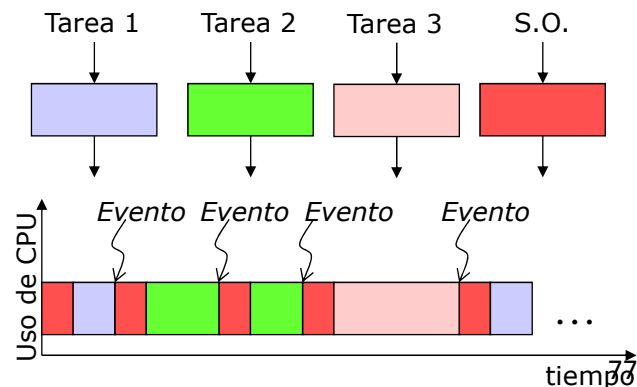 Tarea 1
Tarea 2
Tarea 3
S.O.
Evento
Evento
Evento
Evento
Uso de CPU
...
tiempo
77